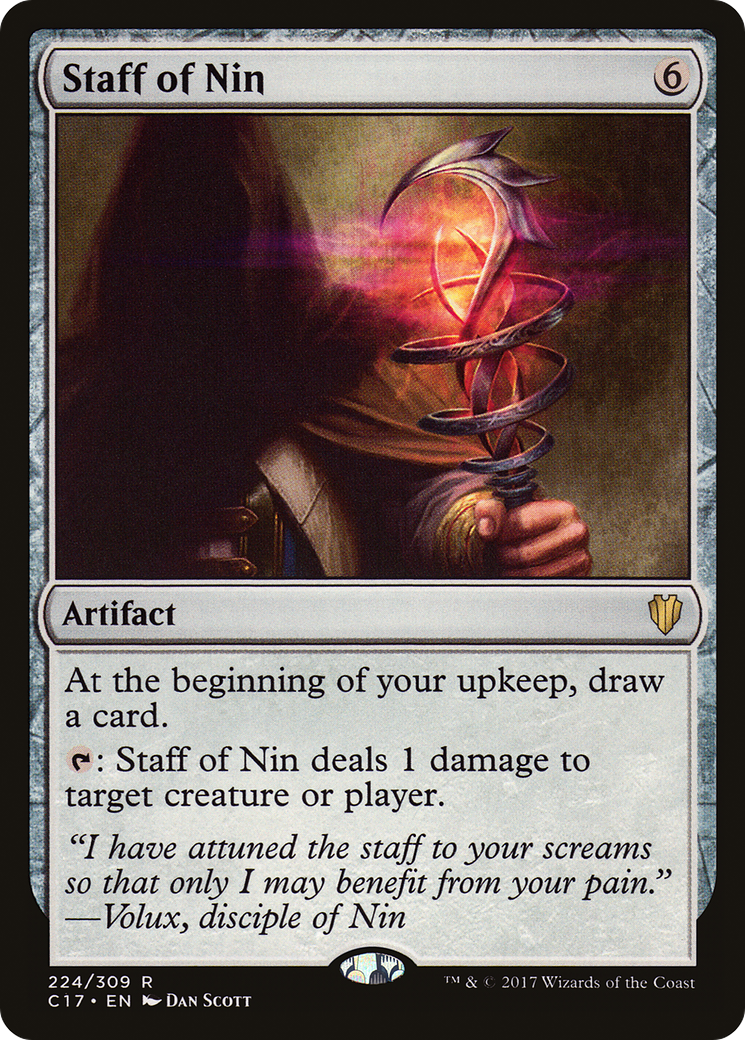 Staff of Nin 6
Artifact
At the beginning of your upkeep, draw
a card.
: Staff of Nin deals 1 damage to
target creature or player.
“I have attuned the staff to your screams
so that only I may benefit from your pain.”
—Volux, disciple of Nin
224/309 R
C17 • EN Dan Scott
™ & © 2017 Wizards of the Coast